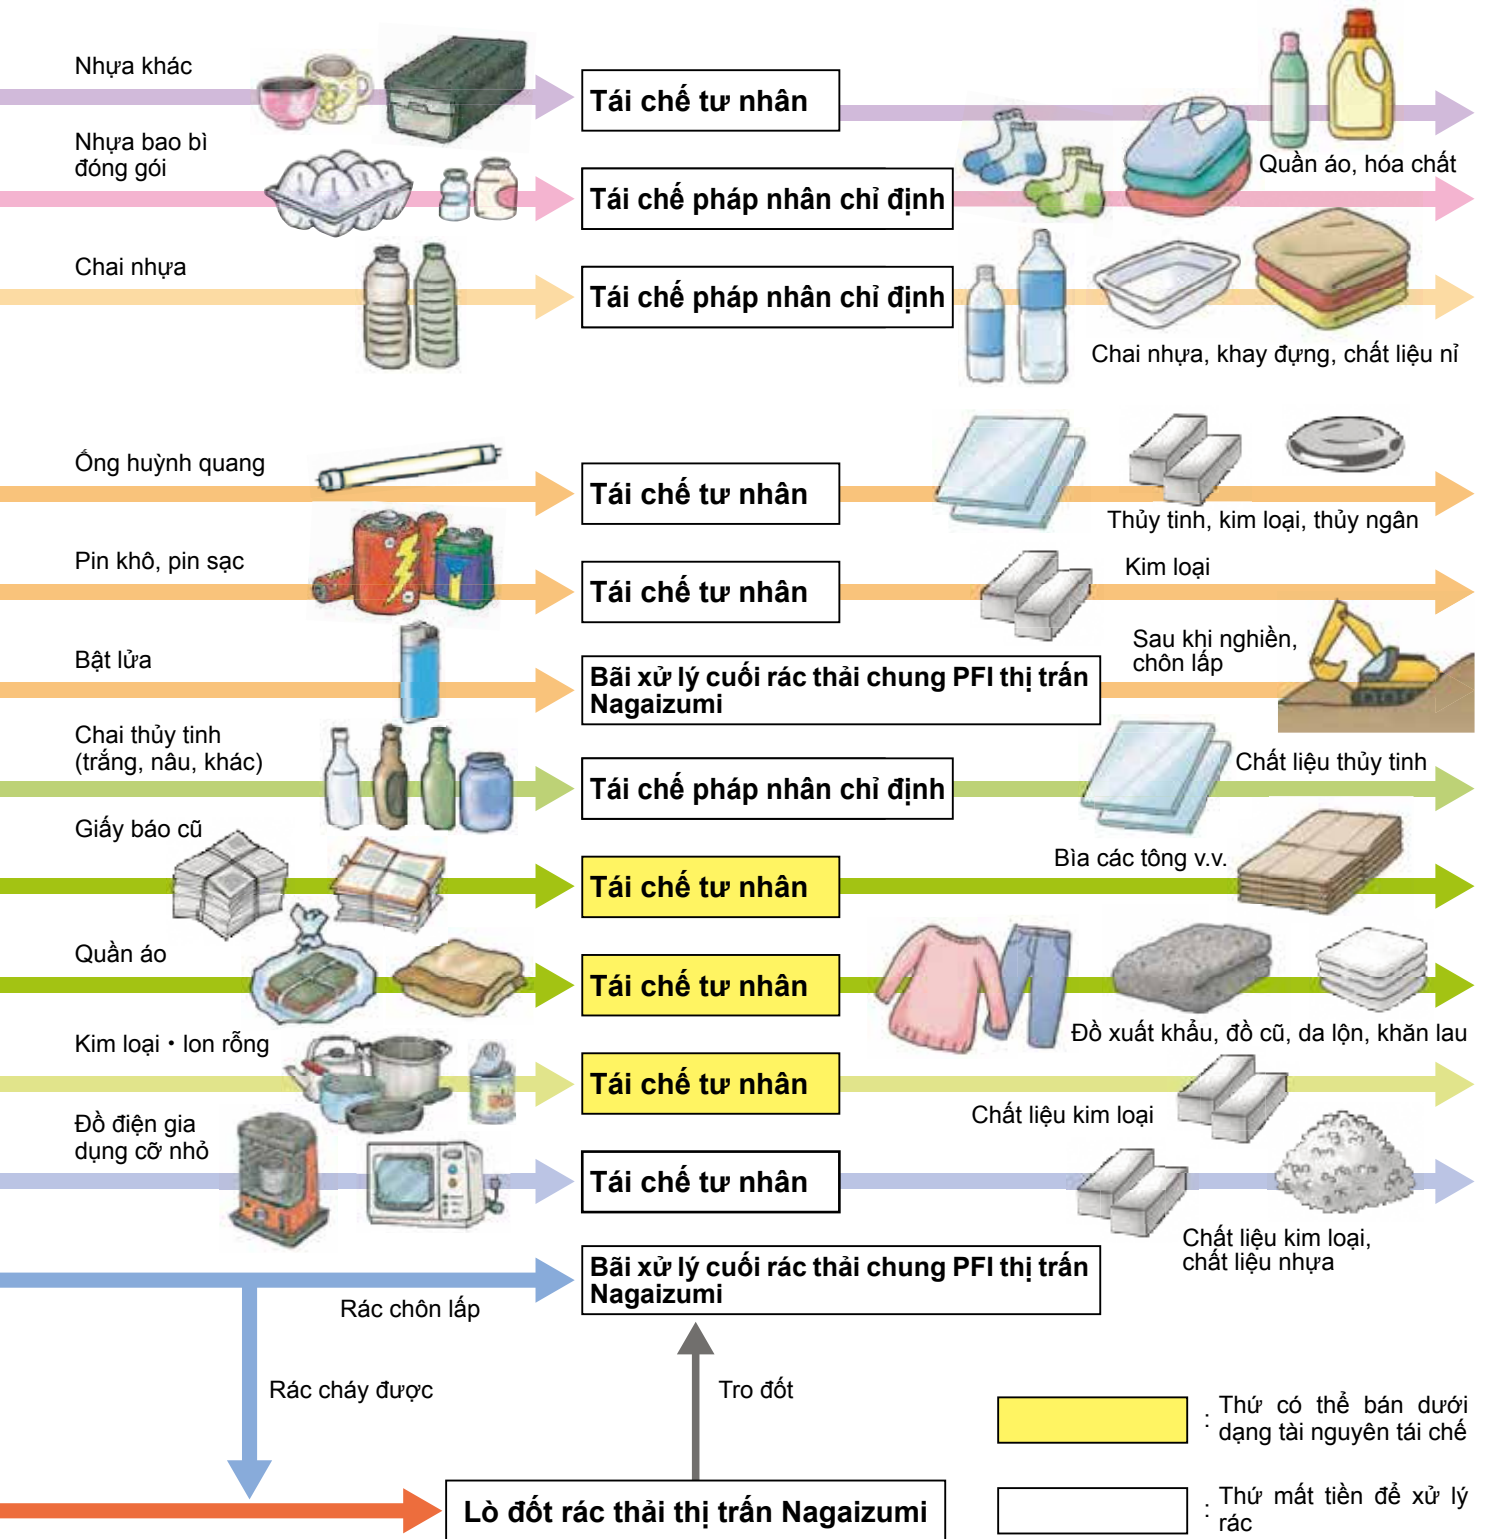 Nhựa khác
Tái chế tư nhân
Quần áo, hóa chất
Nhựa bao bì
đóng gói
Tái chế pháp nhân chỉ định
Chai nhựa
Tái chế pháp nhân chỉ định
Chai nhựa, khay đựng, chất liệu nỉ
Ống huỳnh quang
Tái chế tư nhân
Thủy tinh, kim loại, thủy ngân
Pin khô, pin sạc
Tái chế tư nhân
Kim loại
Bật lửa
Bãi xử lý cuối rác thải chung PFI thị trấn
Nagaizumi
Sau khi nghiền,
chôn lấp
Chai thủy tinh
(trắng, nâu, khác)
Tái chế pháp nhân chỉ định
Chất liệu thủy tinh
Giấy báo cũ
Tái chế tư nhân
Bìa các tông v.v.
Quần áo
Tái chế tư nhân
Đồ xuất khẩu, đồ cũ, da lộn, khăn lau
Kim loại・lon rỗng
Tái chế tư nhân
Chất liệu kim loại
Đồ điện gia
dụng cỡ nhỏ
Tái chế tư nhân
Chất liệu kim loại,
chất liệu nhựa
Bãi xử lý cuối rác thải chung PFI thị trấn
Nagaizumi
Rác chôn lấp
Rác cháy được
Tro đốt
Lò đốt rác thải thị trấn Nagaizumi
: Thứ có thể bán dưới
dạng tài nguyên tái chế
: Thứ mất tiền để xử lý
rác